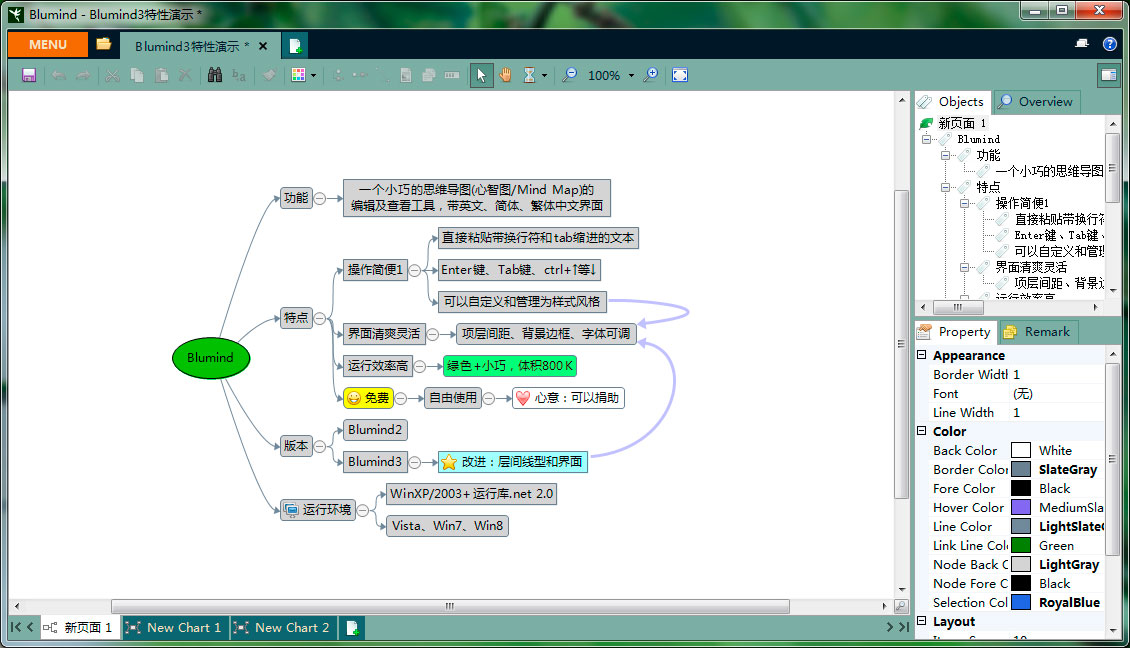 Blumind - Blumind3特性演示 *
MENU
Blumind3特性演示 *
100%
功能
一个小巧的思维导图(心智图/Mind Map)的
编辑及查看工具，带英文、简体、繁体中文界面
直接粘贴带换行符和tab缩进的文本
操作简便1
Enter键、Tab键、ctrl+↑等↓
可以自定义和管理为样式风格
特点
界面清爽灵活
项层间距、背景边框、字体可调
运行效率高
绿色+小巧，体积800K
免费
自由使用
心意：可以捐助
Blumind
版本
Blumind2
Blumind3
改进：层间线型和界面
运行环境
WinXP/2003+运行库.net 2.0
Vista、Win7、Win8
新页面 1
New Chart 1
New Chart 2
Objects
Overview
新页面 1
Blumind
功能
一个小巧的思维导图
特点
操作简便1
直接粘贴带换行符
Enter键、Tab键、
可以自定义和管理
界面清爽灵活
项层间距、背景边
运行效率高
Property
Remark
Appearance
Border Widtl 1
Font (无)
Line Width 1
Color
Back Color White
Border Color SlateGray
Fore Color Black
Hover Color MediumSla
Line Color LightSlate
Link Line Col Green
Node Back C LightGray
Node Fore C Black
Selection Col RoyalBlue
Layout